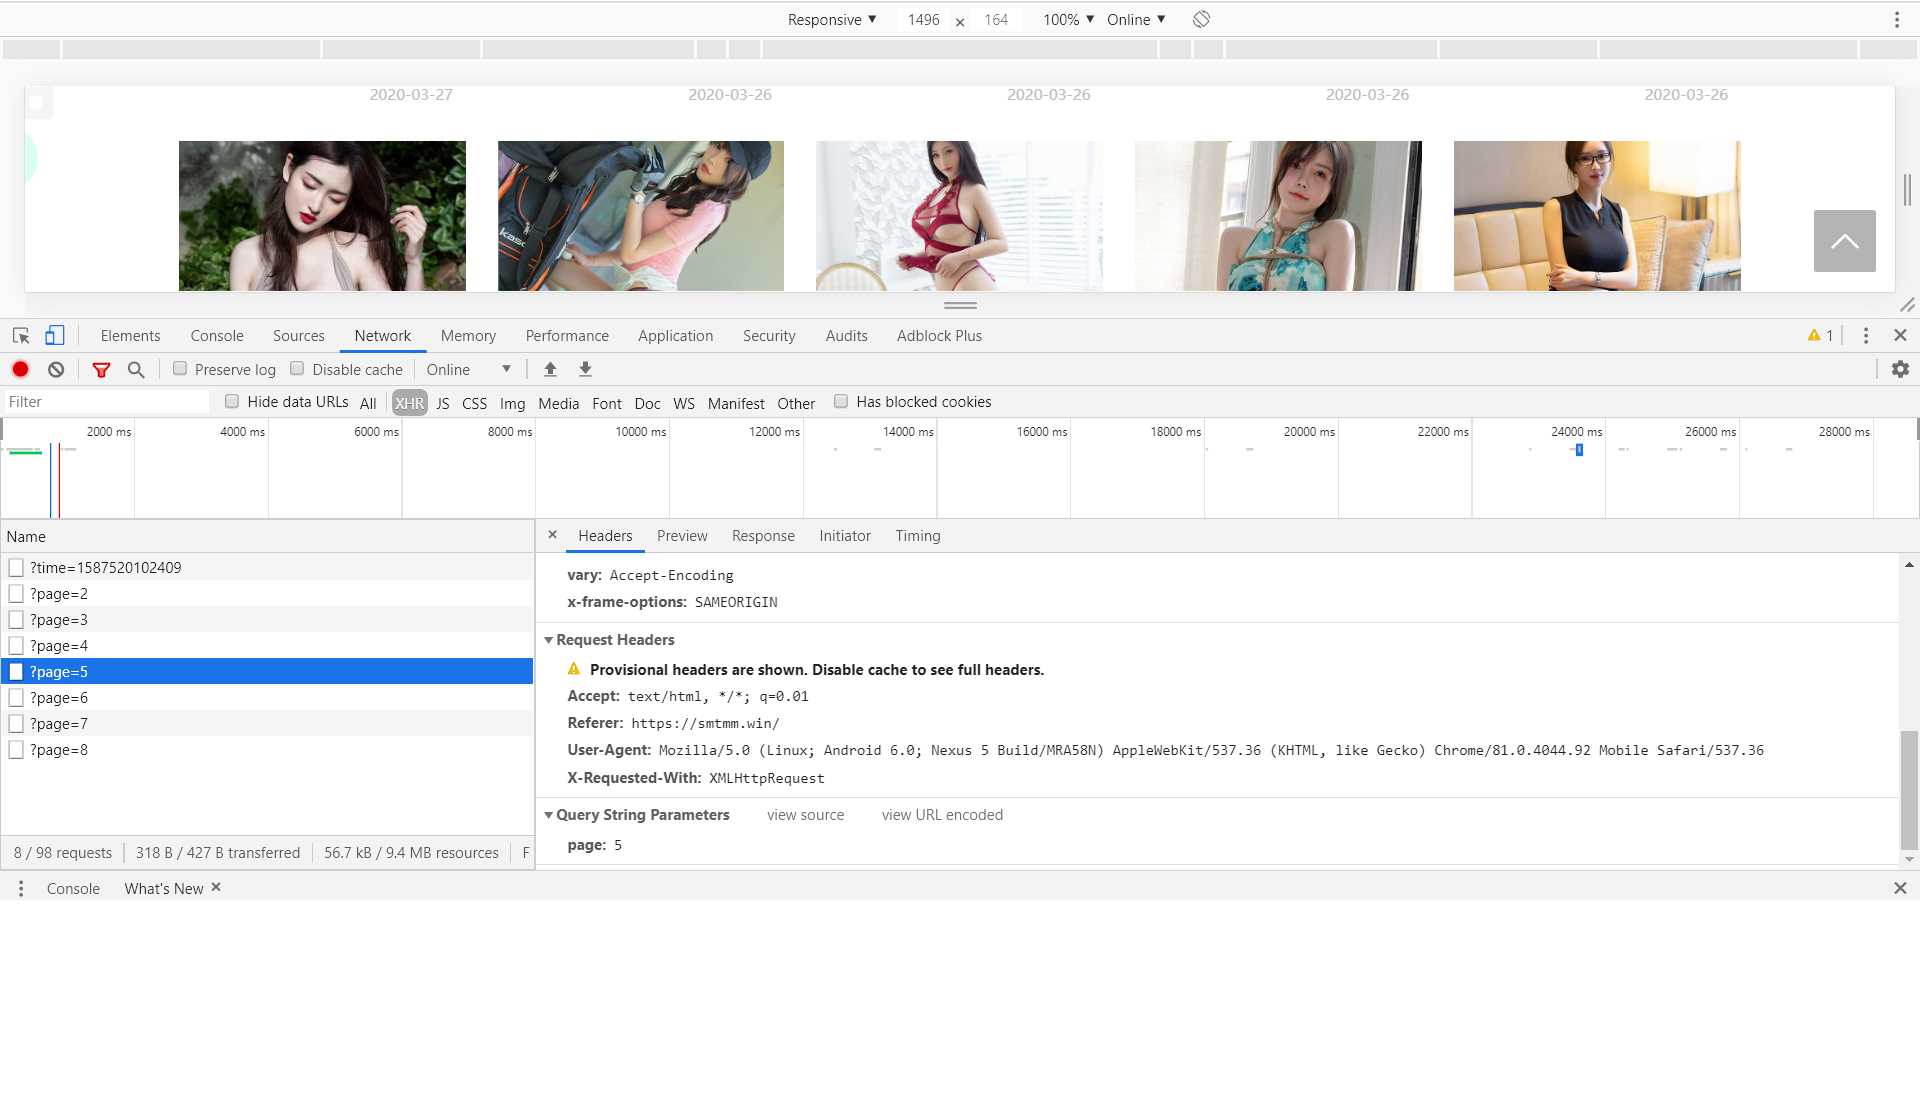 Responsive ▼ 1496 × 164 100% ▼ Online ▼
2020-03-27 2020-03-26 2020-03-26 2020-03-26 2020-03-26
Elements Console Sources Network Memory Performance Application Security Audits Adblock Plus 1
Preserve log Disable cache Online ▼
Filter Hide data URLs All XHR JS CSS Img Media Font Doc WS Manifest Other Has blocked cookies
2000 ms 4000 ms 6000 ms 8000 ms 10000 ms 12000 ms 14000 ms 16000 ms 18000 ms 20000 ms 22000 ms 24000 ms 26000 ms 28000 ms
Name
?time=1587520102409
?page=2
?page=3
?page=4
?page=5
?page=6
?page=7
?page=8
8 / 98 requests 318 B / 427 B transferred 56.7 kB / 9.4 MB resources F
× Headers Preview Response Initiator Timing
vary: Accept-Encoding
x-frame-options: SAMEORIGIN
▼Request Headers
Provisional headers are shown. Disable cache to see full headers.
Accept: text/html, */*; q=0.01
Referer: https://smtmm.win/
User-Agent: Mozilla/5.0 (Linux; Android 6.0; Nexus 5 Build/MRA58N) AppleWebKit/537.36 (KHTML, like Gecko) Chrome/81.0.4044.92 Mobile Safari/537.36
X-Requested-With: XMLHttpRequest
▼Query String Parameters view source view URL encoded
page: 5
Console What's New ×